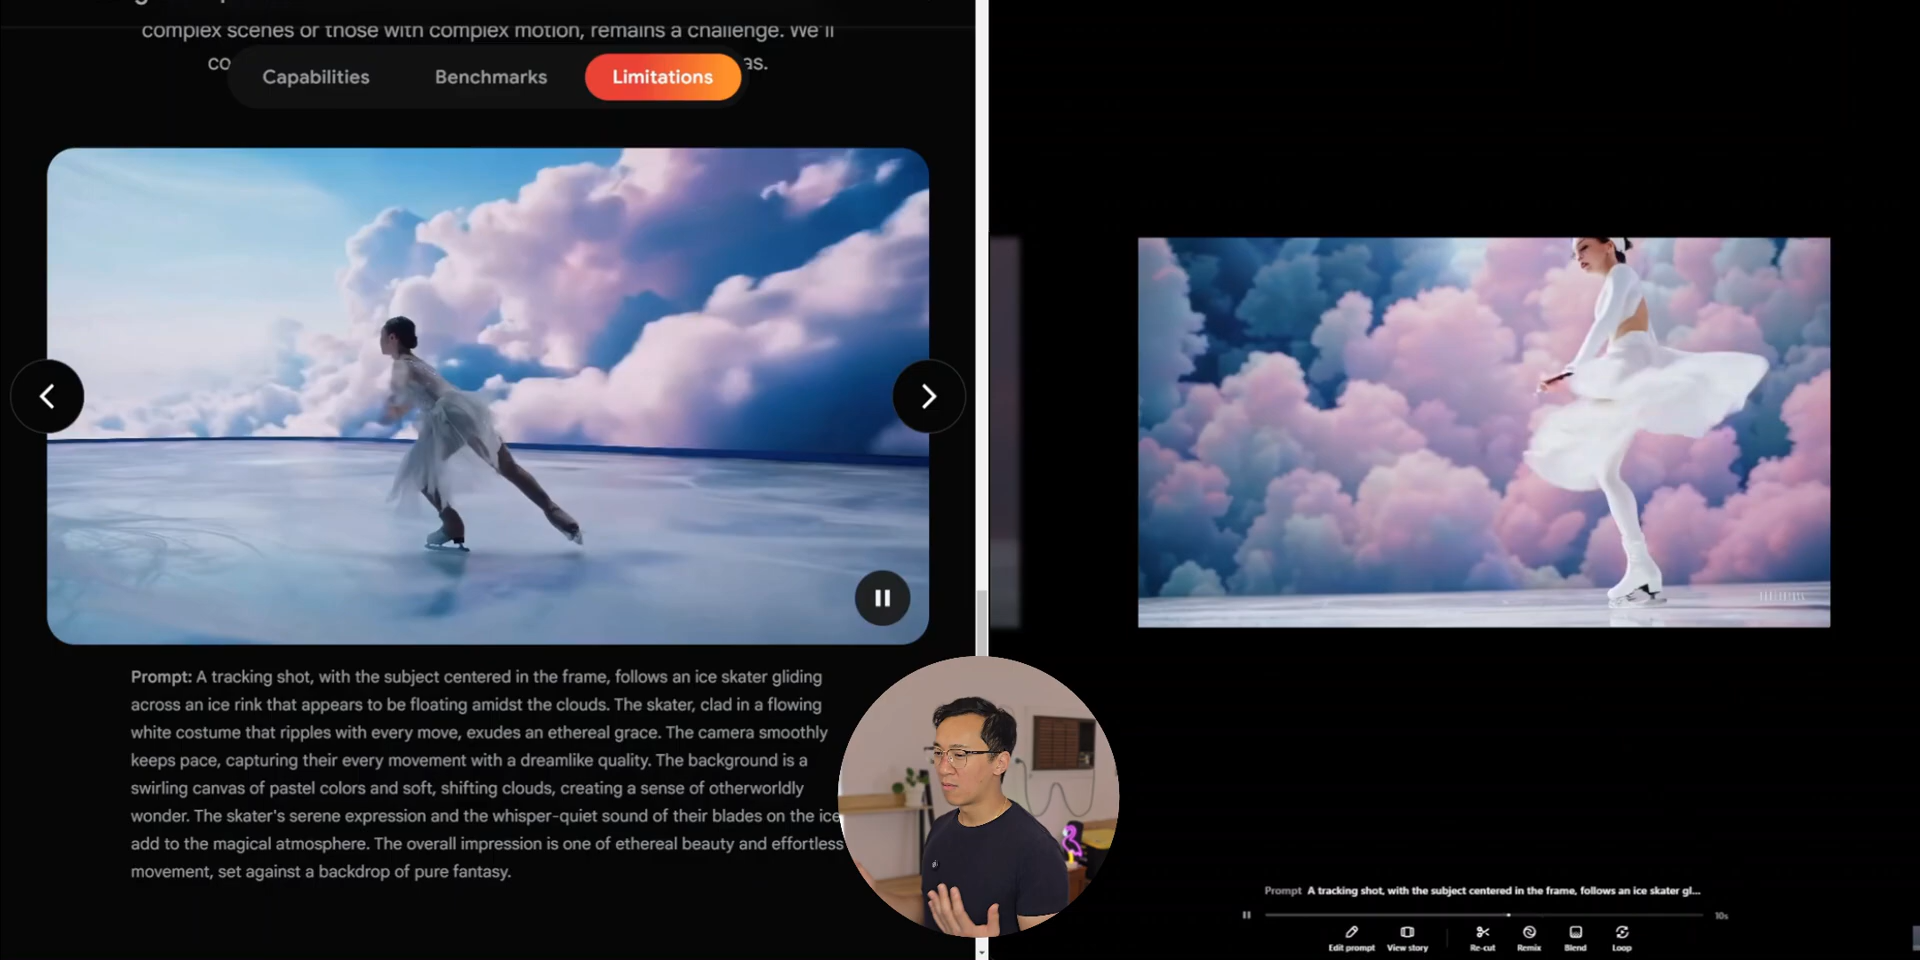 complex scenes or those with complex motion, remains a challenge. We'll
co
as.
Capabilities
Benchmarks
Limitations
Prompt: A tracking shot, with the subject centered in the frame, follows an ice skater gliding
across an ice rink that appears to be floating amidst the clouds. The skater, clad in a flowing
white costume that ripples with every move, exudes an ethereal grace. The camera smoothly
keeps pace, capturing their every movement with a dreamlike quality. The background is a
swirling canvas of pastel colors and soft, shifting clouds, creating a sense of otherworldly
wonder. The skater's serene expression and the whisper-quiet sound of their blades on the ice
add to the magical atmosphere. The overall impression is one of ethereal beauty and effortless
movement, set against a backdrop of pure fantasy.
Prompt A tracking shot, with the subject centered in the frame, follows an ice skater gl...
10s
Edit prompt
View story
Re-cut
Remix
Blend
Loop